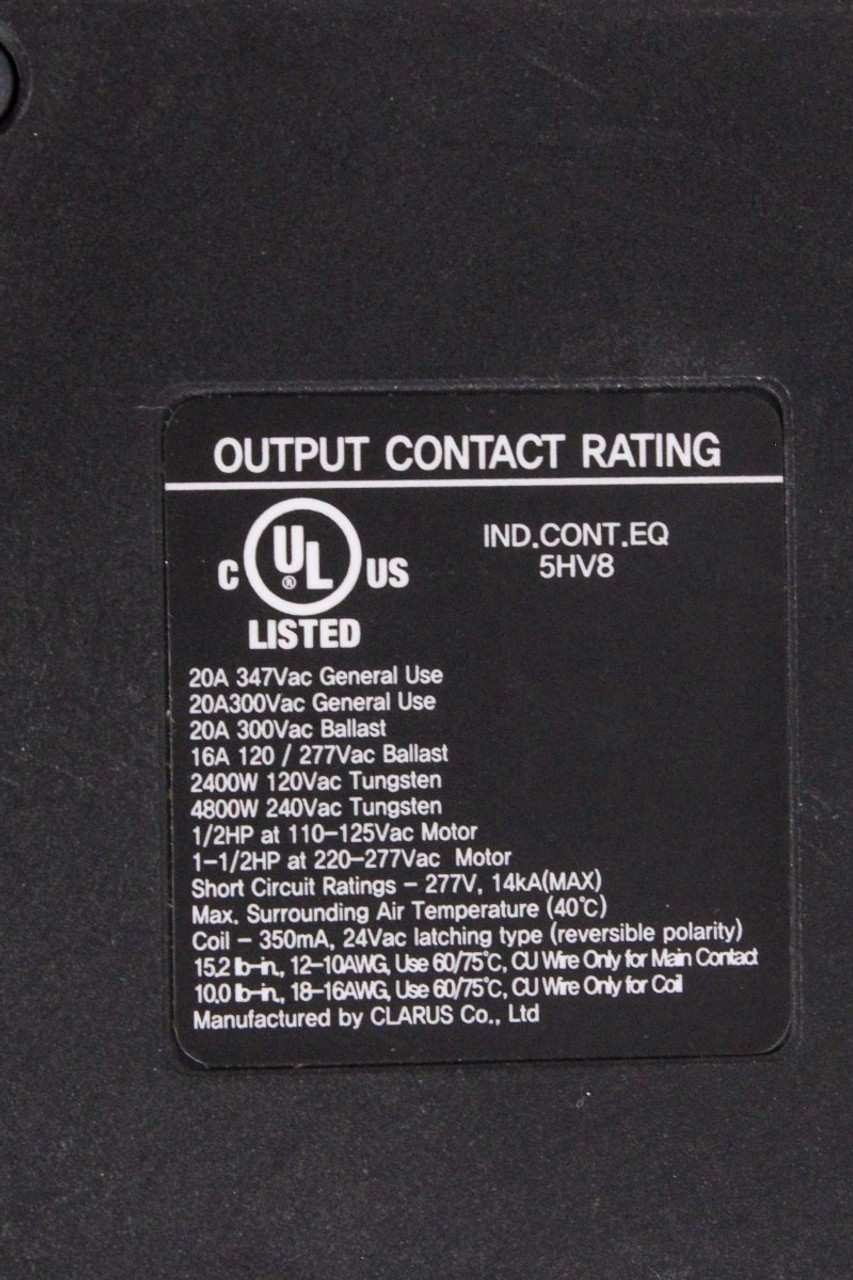 OUTPUT CONTACT RATING
C UL® US
LISTED
IND.CONT.EQ
5HV8
20A 347Vac General Use
20A300Vac General Use
20A 300Vac Ballast
16A 120 / 277Vac Ballast
2400W 120Vac Tungsten
4800W 240Vac Tungsten
1/2HP at 110-125Vac Motor
1-1/2HP at 220-277Vac Motor
Short Circuit Ratings - 277V, 14kA(MAX)
Max. Surrounding Air Temperature (40℃)
Coil - 350mA, 24Vac latching type (reversible polarity)
15.2 lb-in., 12-10AWG, Use 60/75℃, CU Wire Only for Main Contact
10.0 lb-in., 18-16AWG, Use 60/75℃, CU Wire Only for Coil
Manufactured by CLARUS Co., Ltd